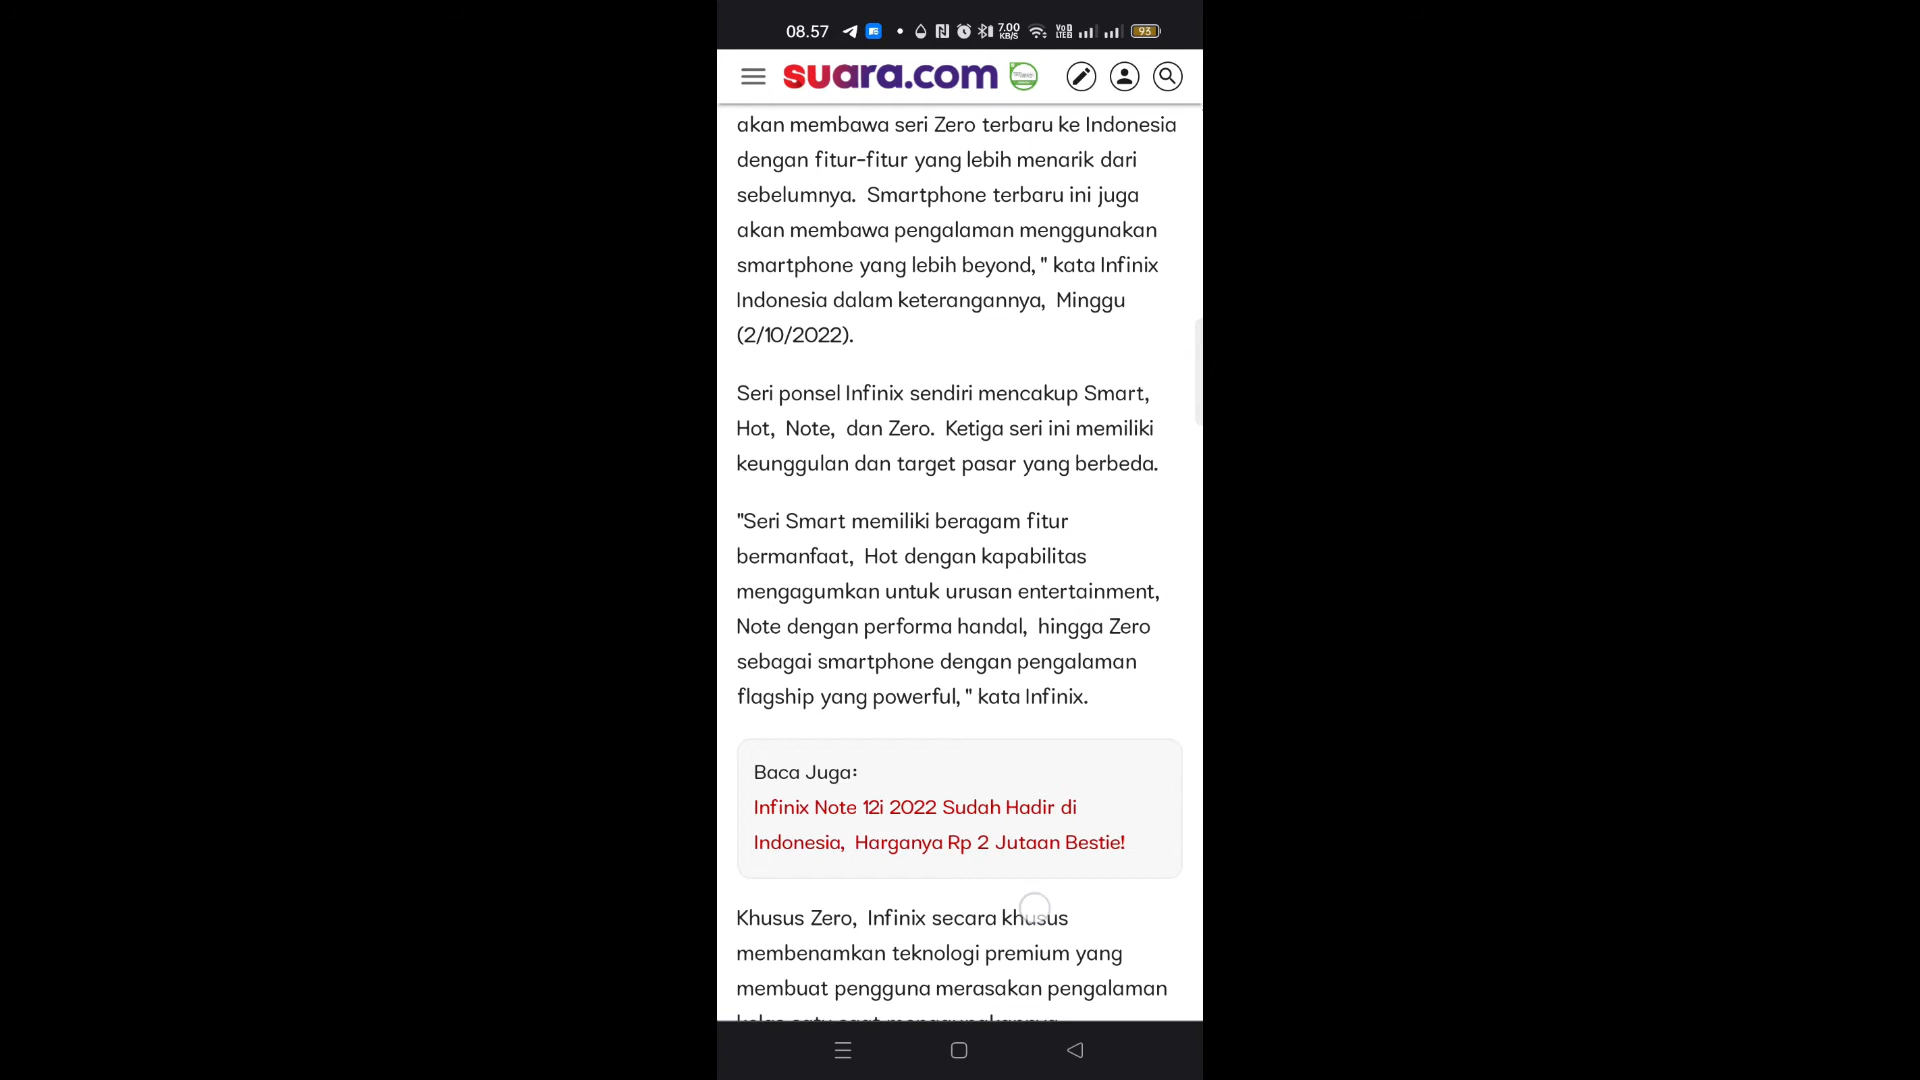 08.57
7.00
KB/S
VoD
LTE
93
suara.com
akan membawa seri Zero terbaru ke Indonesia
dengan fitur-fitur yang lebih menarik dari
sebelumnya. Smartphone terbaru ini juga
akan membawa pengalaman menggunakan
smartphone yang lebih beyond, " kata Infinix
Indonesia dalam keterangannya, Minggu
(2/10/2022).
Seri ponsel Infinix sendiri mencakup Smart,
Hot, Note, dan Zero. Ketiga seri ini memiliki
keunggulan dan target pasar yang berbeda.
"Seri Smart memiliki beragam fitur
bermanfaat, Hot dengan kapabilitas
mengagumkan untuk urusan entertainment,
Note dengan performa handal, hingga Zero
sebagai smartphone dengan pengalaman
flagship yang powerful, " kata Infinix.
Baca Juga:
Infinix Note 12i 2022 Sudah Hadir di
Indonesia, Harganya Rp 2 Jutaan Bestie!
Khusus Zero, Infinix secara khusus
membenamkan teknologi premium yang
membuat pengguna merasakan pengalaman